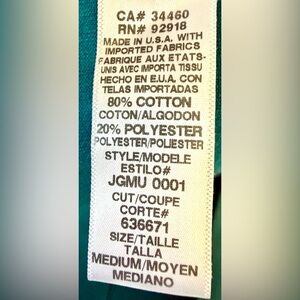 CA# 34460
RN# 92918
MADE IN U.S.A. WITH
IMPORTED FABRICS
FABRIQUE AUX ETATS-
UNIS AVEC IMPORTA TISSU
HECHO EN E.U.A. CON
TELAS IMPORTADAS
80% COTTON
COTON/ALGODON
20% POLYESTER
POLYESTER/POLIESTER
STYLE/MODELE
ESTILO#
JGMU 0001
CUT/COUPE
CORTE#
636671
SIZE/TAILLE
TALLA
MEDIUM/MOYEN
MEDIANO